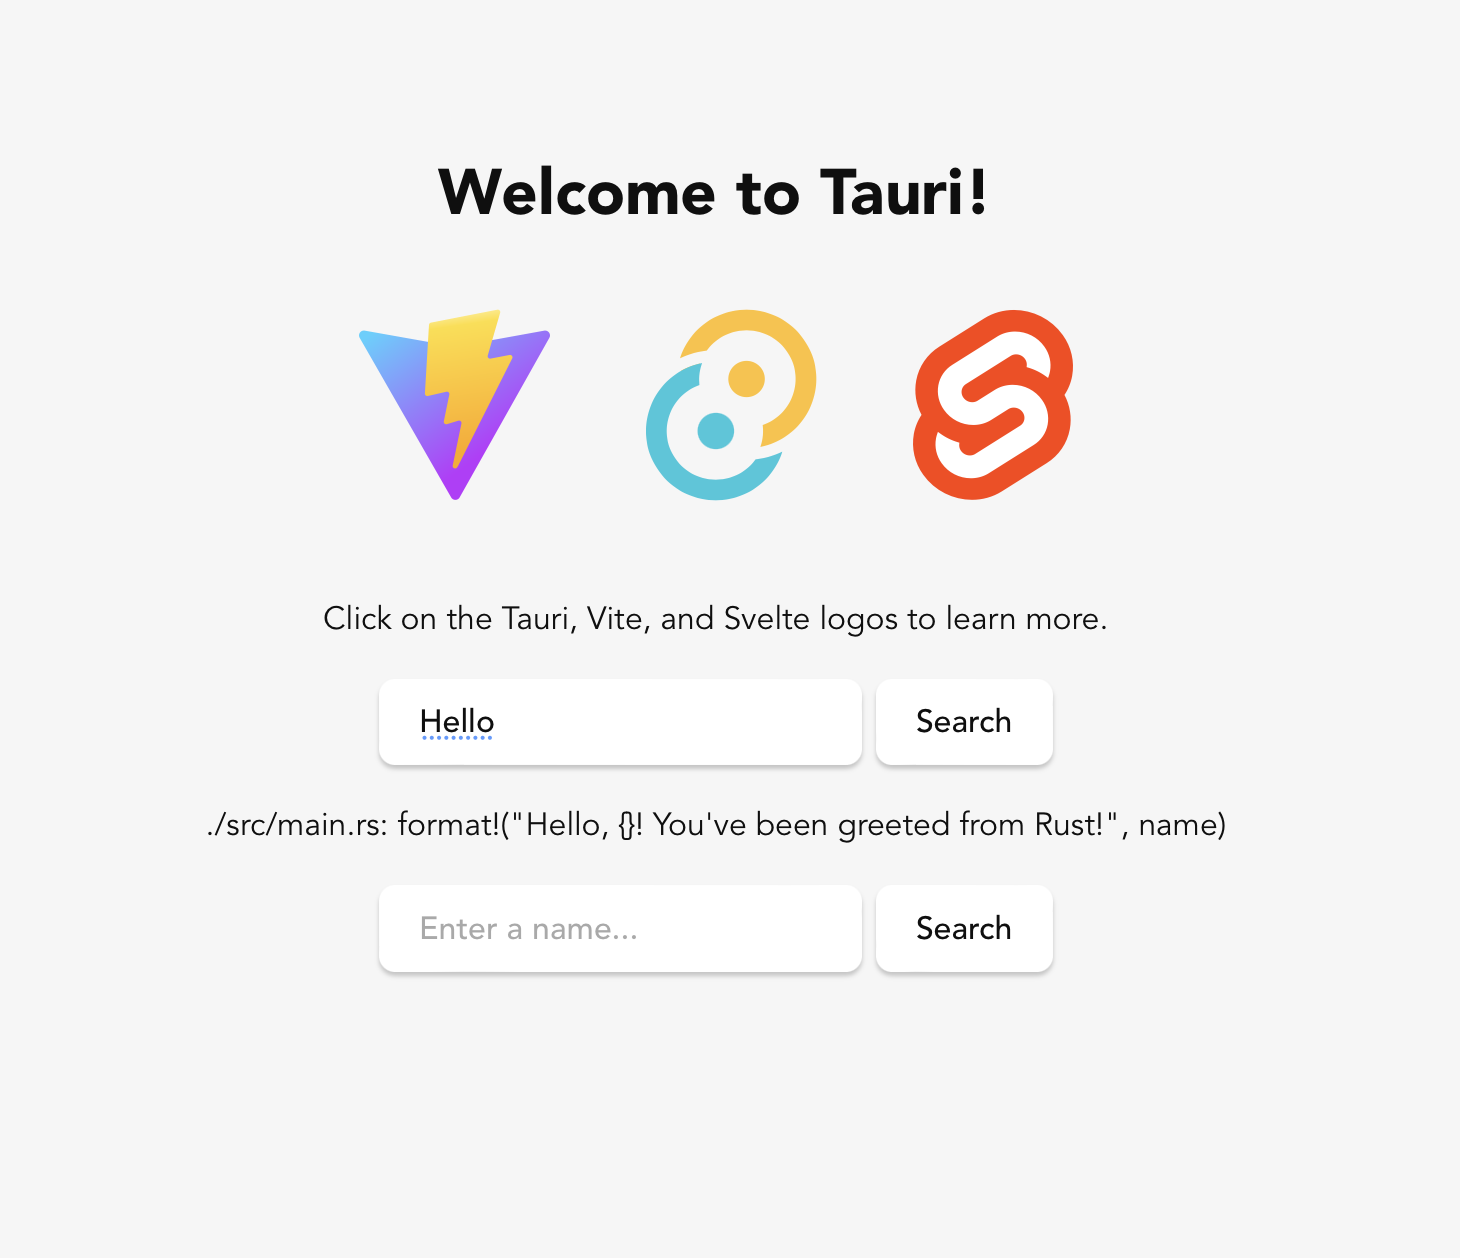 Welcome to Tauri!
Click on the Tauri, Vite, and Svelte logos to learn more.
Hello Search
./src/main.rs: format!("Hello, {}! You've been greeted from Rust!", name)
Enter a name... Search